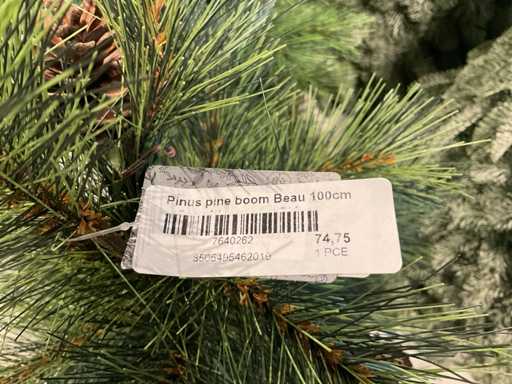 Pinus pine boom Beau 100cm
7640262 74,75
8506495462019 1 PCE